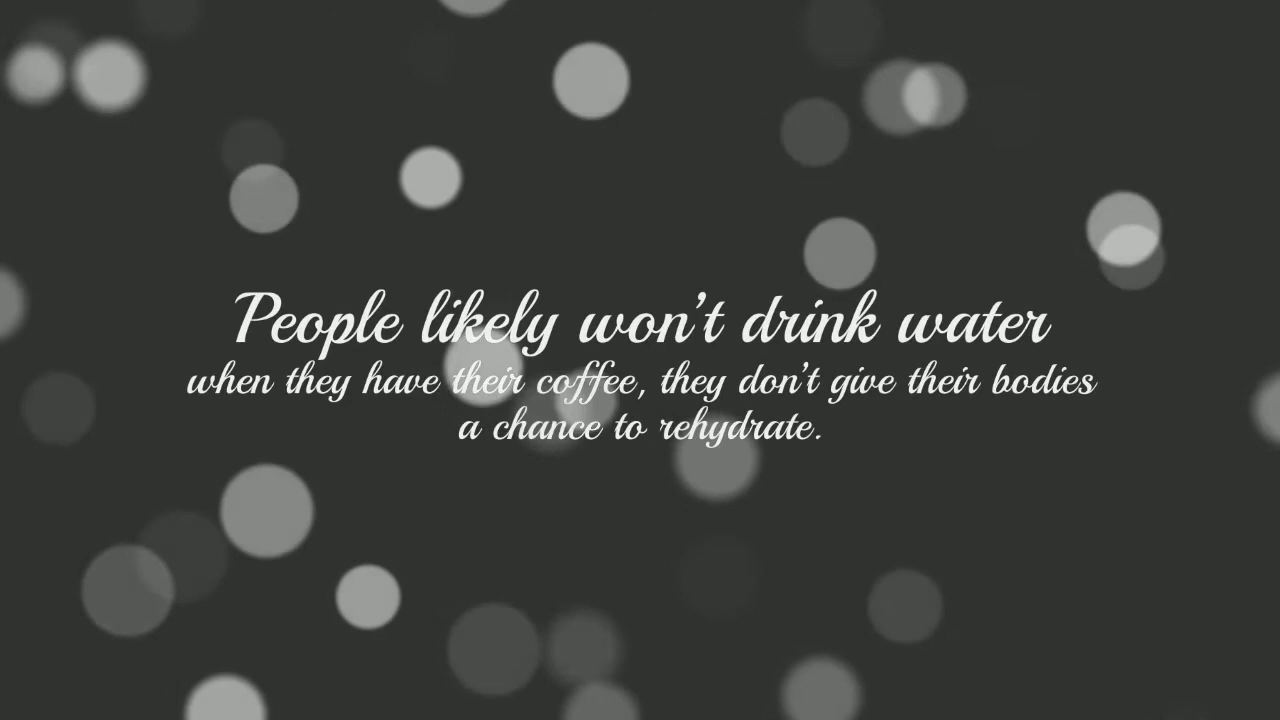 People likely won't drink water
when they have their coffee, they don't give their bodies
a chance to rehydrate.